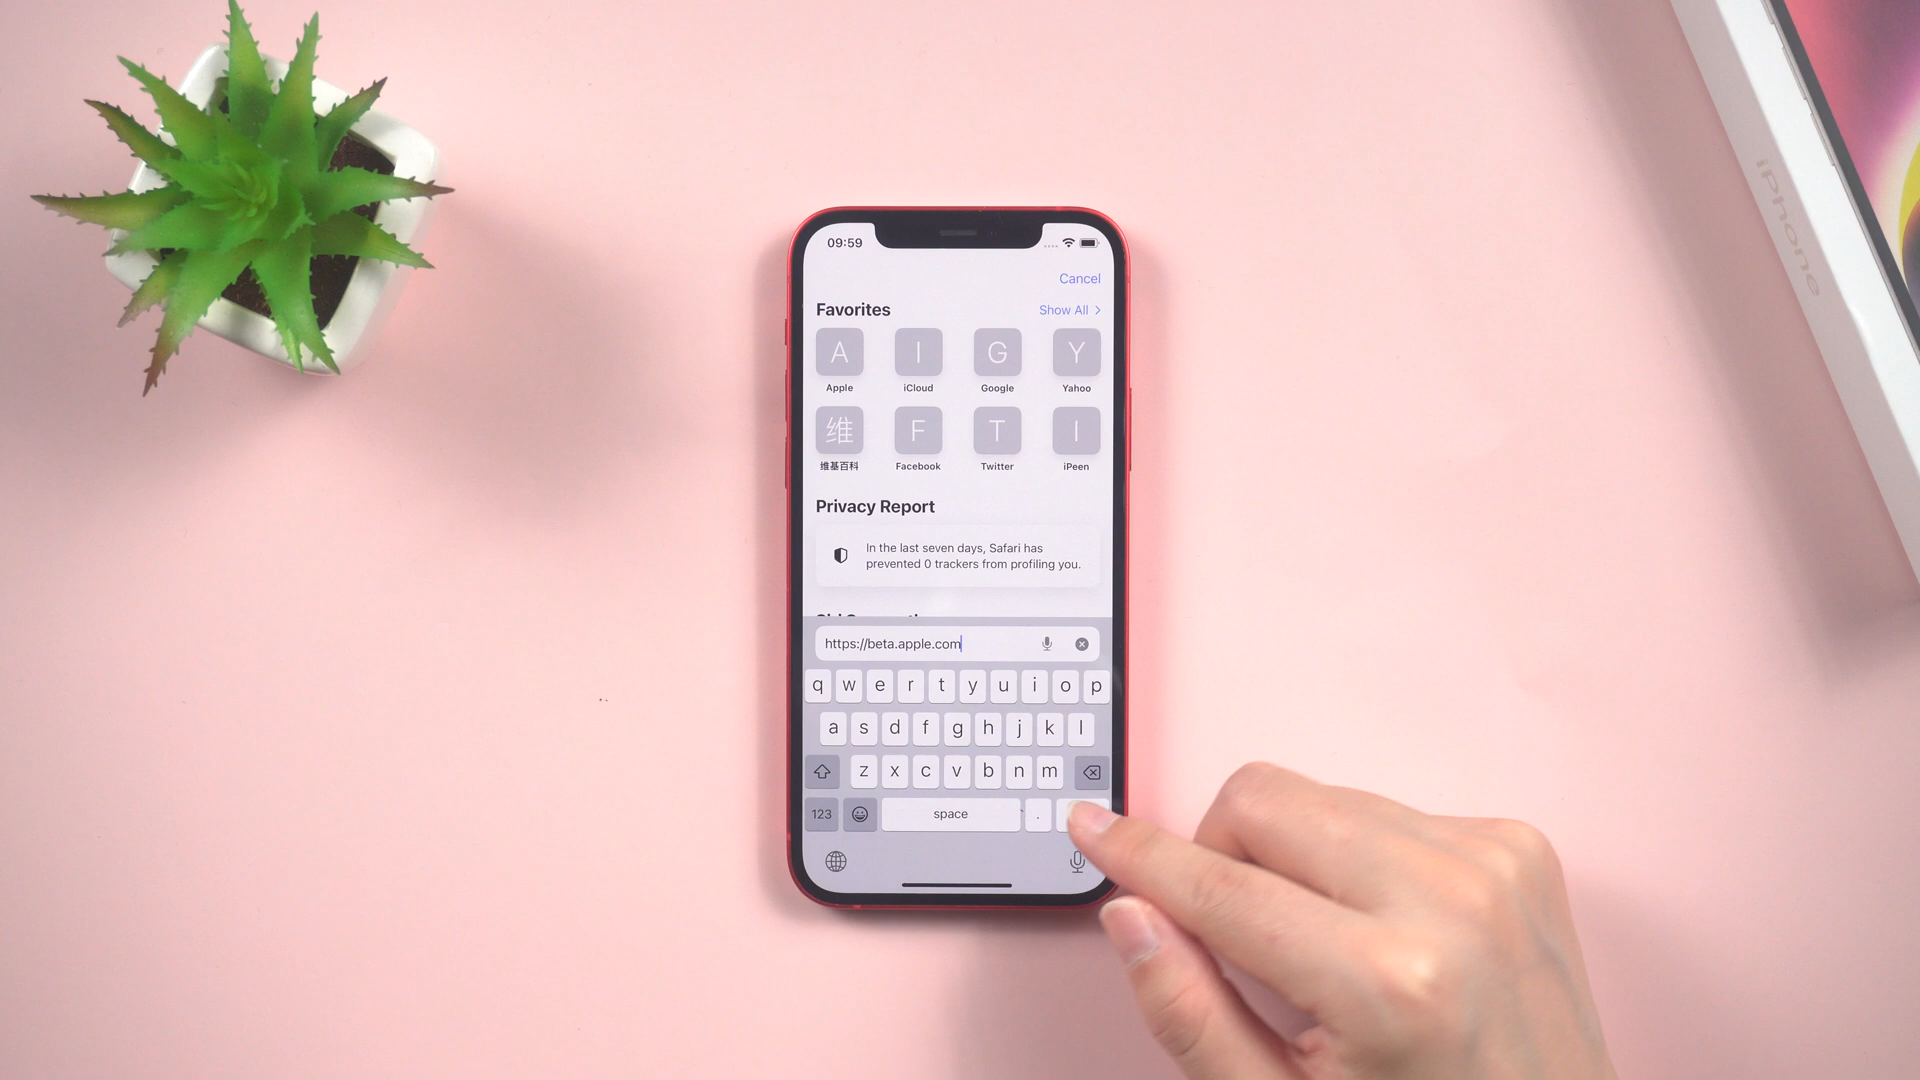 09:59
Cancel
Favorites
Show All >
A
I
G
Y
Apple
iCloud
Google
Yahoo
维
F
T
I
维基百科
Facebook
Twitter
iPeen
Privacy Report
In the last seven days, Safari has
prevented 0 trackers from profiling you.
https://beta.apple.com
q w e r t y u i o p
a s d f g h j k l
z x c v b n m
123
space
.
iPhone